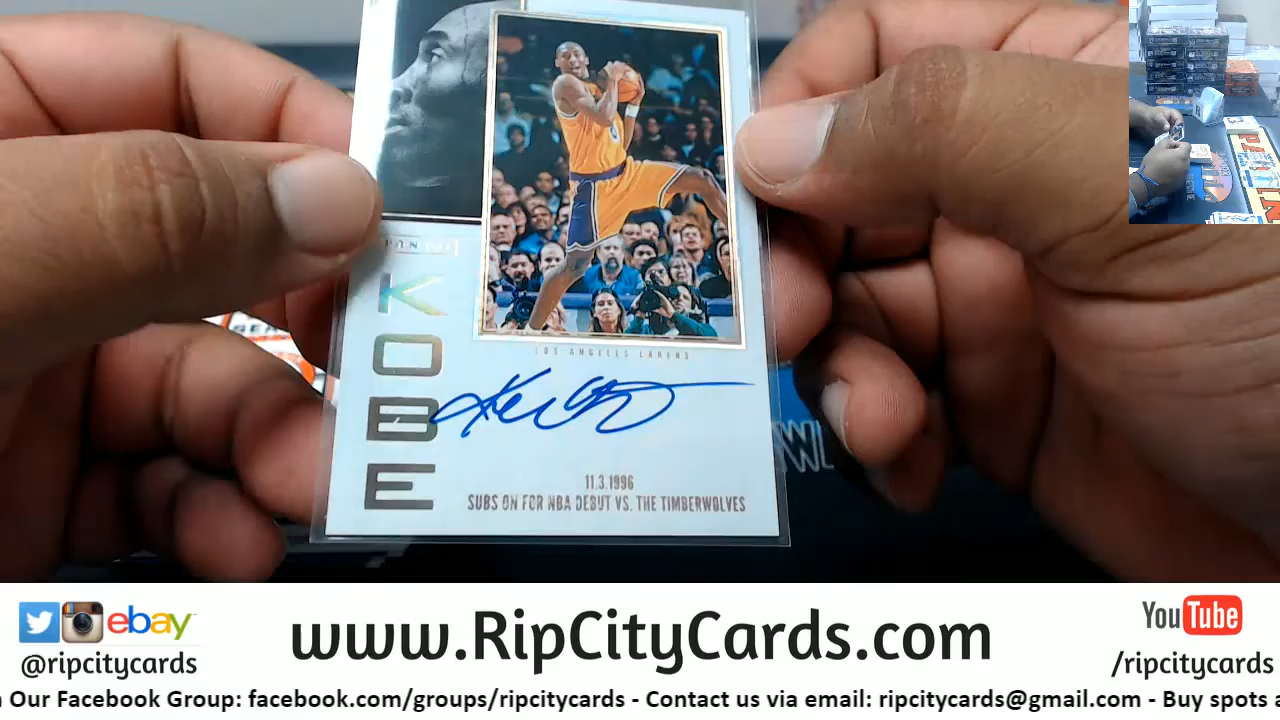 PANINI
KOBE
LOS ANGELES LAKERS
11.3.1996
SUBS ON FOR NBA DEBUT VS. THE TIMBERWOLVES
ebay
www.RipCityCards.com
YouTube
@ripcitycards
/ripcitycards
Our Facebook Group: facebook.com/groups/ripcitycards - Contact us via email: ripcitycards@gmail.com - Buy spots